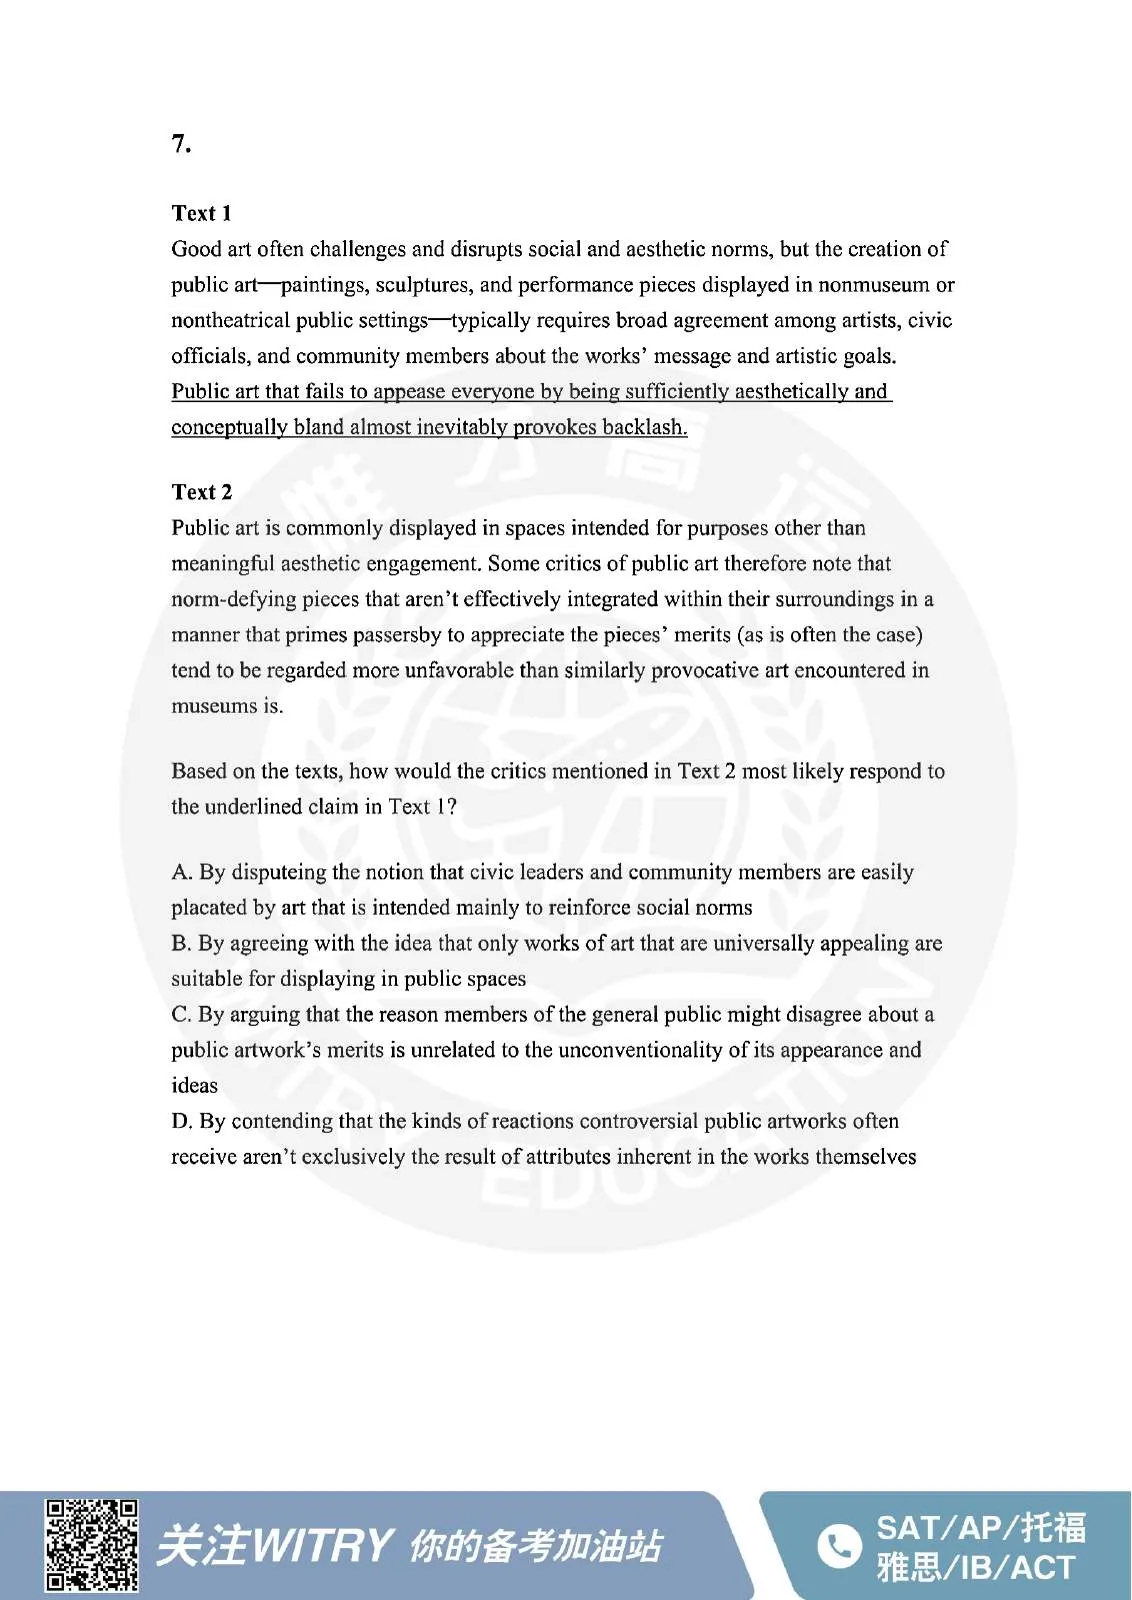 7.
Text 1
Good art often challenges and disrupts social and aesthetic norms, but the creation of
public art—paintings, sculptures, and performance pieces displayed in nonmuseum or
nontheatrical public settings—typically requires broad agreement among artists, civic
officials, and community members about the works' message and artistic goals.
Public art that fails to appease everyone by being sufficiently aesthetically and
conceptually bland almost inevitably provokes backlash.
Text 2
Public art is commonly displayed in spaces intended for purposes other than
meaningful aesthetic engagement. Some critics of public art therefore note that
norm-defying pieces that aren't effectively integrated within their surroundings in a
manner that primes passersby to appreciate the pieces' merits (as is often the case)
tend to be regarded more unfavorable than similarly provocative art encountered in
museums is.
Based on the texts, how would the critics mentioned in Text 2 most likely respond to
the underlined claim in Text 1?
A. By disputeing the notion that civic leaders and community members are easily
placated by art that is intended mainly to reinforce social norms
B. By agreeing with the idea that only works of art that are universally appealing are
suitable for displaying in public spaces
C. By arguing that the reason members of the general public might disagree about a
public artwork's merits is unrelated to the unconventionality of its appearance and
ideas
D. By contending that the kinds of reactions controversial public artworks often
receive aren't exclusively the result of attributes inherent in the works themselves
惟力高远
WITRY EDUCATION
关注WITRY 你的备考加油站
SAT/AP/托福
雅思/IB/ACT